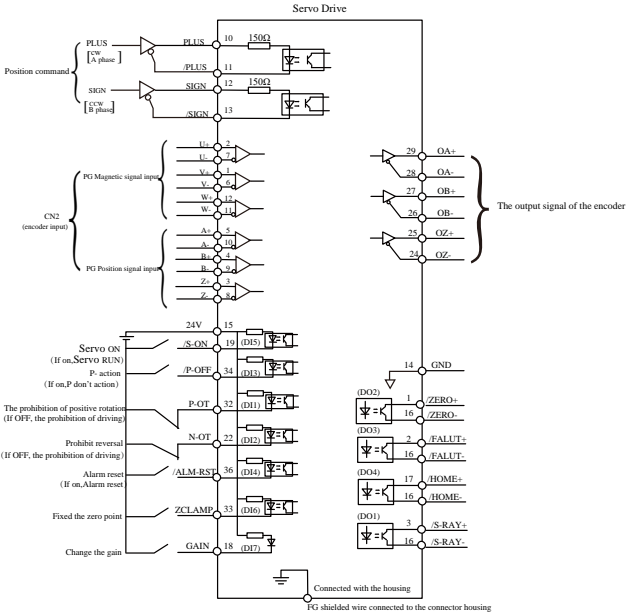 Servo Drive
PLUS
[CW
A phase]
PLUS 10 150Ω
/PLUS 11
Position command
SIGN
[CCW
B phase]
SIGN 12 150Ω
/SIGN 13
PG Magnetic signal input
U+ 2
U- 7
V+ 1
V- 6
W+ 12
W- 11
CN2
(encoder input)
PG Position signal input
A+ 5
A- 10
B+ 4
B- 9
Z+ 3
Z- 8
29 OA+
28 OA-
27 OB+
26 OB-
25 OZ+
24 OZ-
The output signal of the encoder
24V 15
Servo ON
(If on,Servo RUN)
/S-ON 19 (DI5)
P- action
(If on,P don't action)
/P-OFF 34 (DI3)
The prohibition of positive rotation
(If OFF, the prohibition of driving)
P-OT 32 (DI1)
Prohibit reversal
(If OFF, the prohibition of driving)
N-OT 22 (DI2)
Alarm reset
(If on,Alarm reset)
/ALM-RST 36 (DI4)
Fixed the zero point
ZCLAMP 33 (DI6)
Change the gain
GAIN 18 (DI7)
14 GND
(DO2)
1 /ZERO+
16 /ZERO-
(DO3)
2 /FALUT+
16 /FALUT-
(DO4)
17 /HOME+
16 /HOME-
(DO1)
3 /S-RAY+
16 /S-RAY-
Connected with the housing
FG shielded wire connected to the connector housing